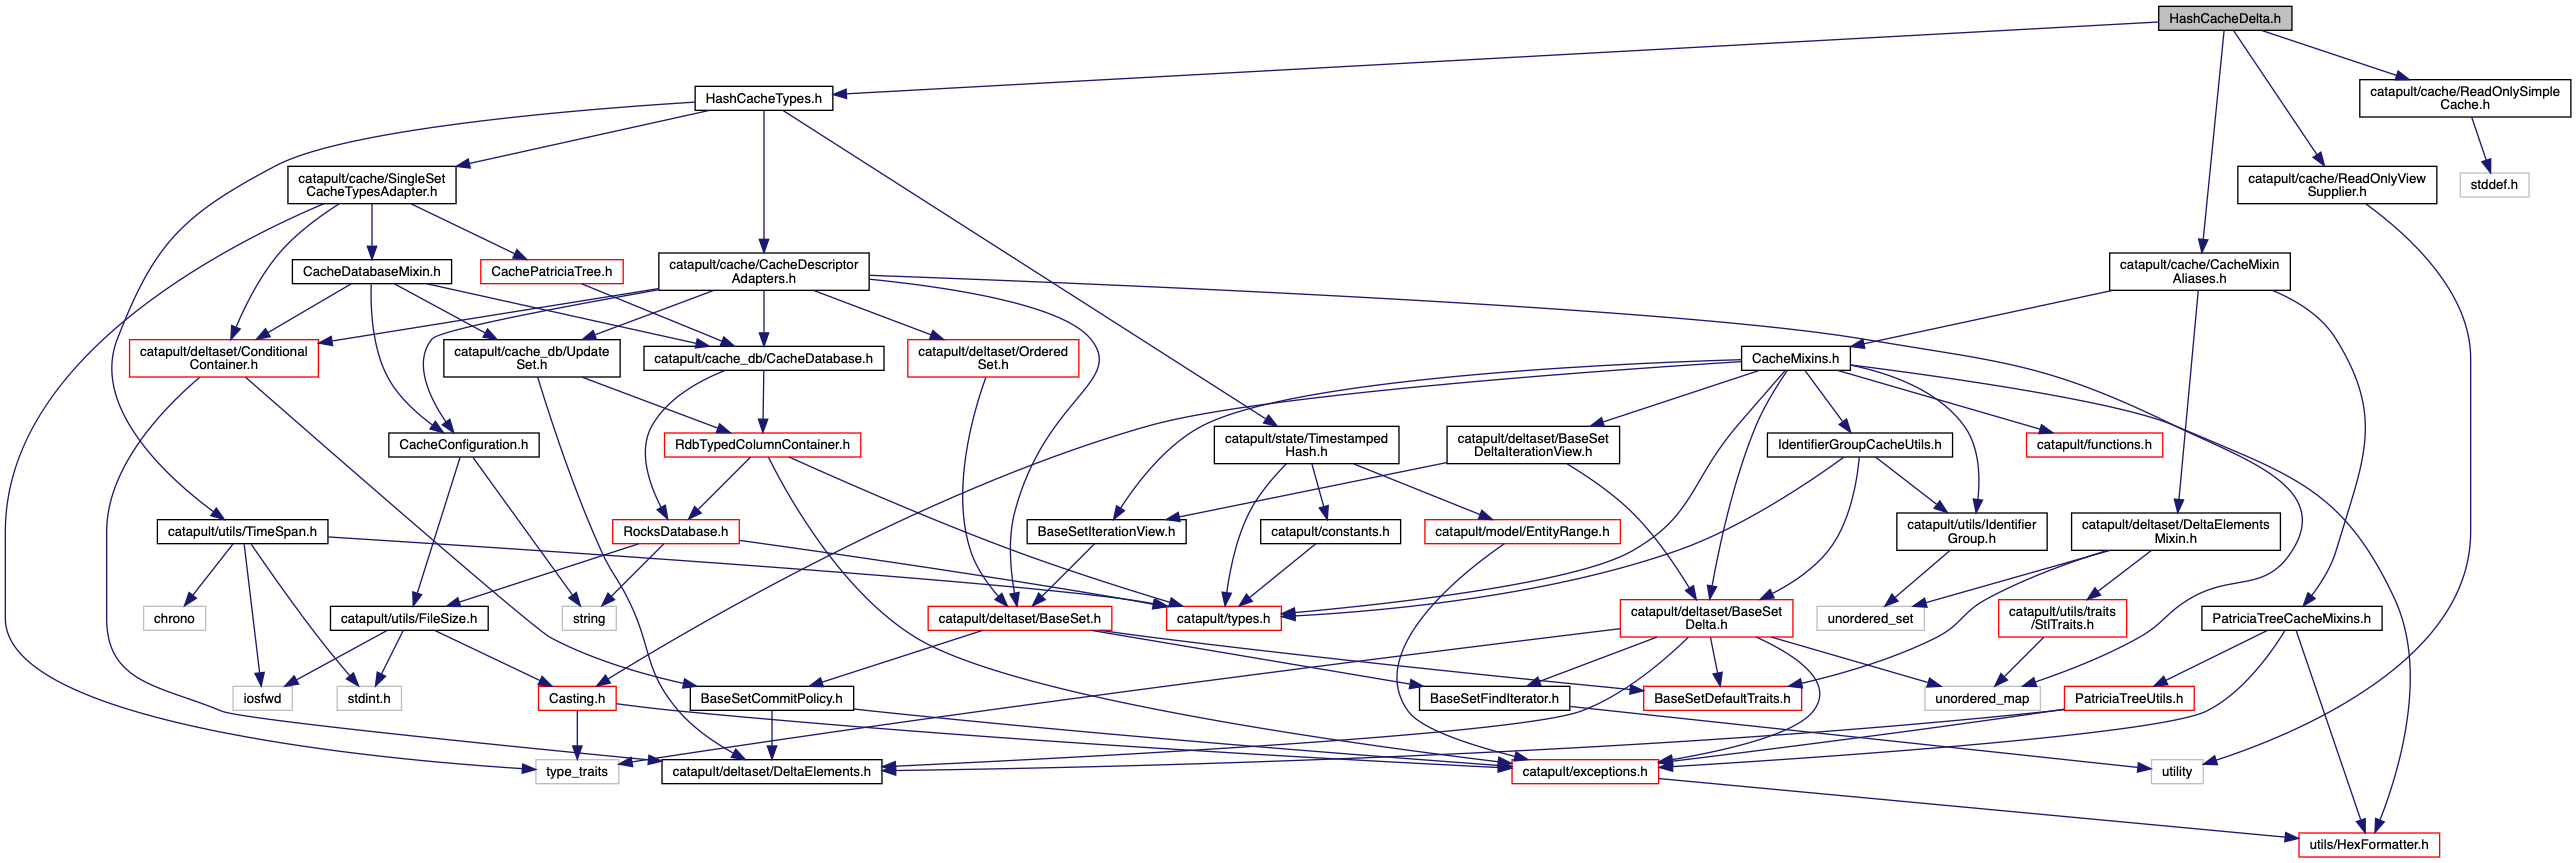 HashCacheDelta.h
HashCacheTypes.h
catapult/cache/ReadOnlySimple
Cache.h
catapult/cache/SingleSet
CacheTypesAdapter.h
catapult/cache/ReadOnlyView
Supplier.h
stddef.h
CacheDatabaseMixin.h
CachePatriciaTree.h
catapult/cache/CacheDescriptor
Adapters.h
catapult/cache/CacheMixin
Aliases.h
catapult/deltaset/Conditional
Container.h
catapult/cache_db/Update
Set.h
catapult/cache_db/CacheDatabase.h
catapult/deltaset/Ordered
Set.h
CacheMixins.h
CacheConfiguration.h
RdbTypedColumnContainer.h
catapult/state/Timestamped
Hash.h
catapult/deltaset/BaseSet
DeltaIterationView.h
IdentifierGroupCacheUtils.h
catapult/functions.h
catapult/utils/TimeSpan.h
RocksDatabase.h
BaseSetIterationView.h
catapult/constants.h
catapult/model/EntityRange.h
catapult/utils/Identifier
Group.h
catapult/deltaset/DeltaElements
Mixin.h
chrono
catapult/utils/FileSize.h
string
catapult/deltaset/BaseSet.h
catapult/types.h
catapult/deltaset/BaseSet
Delta.h
unordered_set
catapult/utils/traits
/StlTraits.h
PatriciaTreeCacheMixins.h
iosfwd
stdint.h
Casting.h
BaseSetCommitPolicy.h
BaseSetFindIterator.h
BaseSetDefaultTraits.h
unordered_map
PatriciaTreeUtils.h
type_traits
catapult/deltaset/DeltaElements.h
catapult/exceptions.h
utility
utils/HexFormatter.h